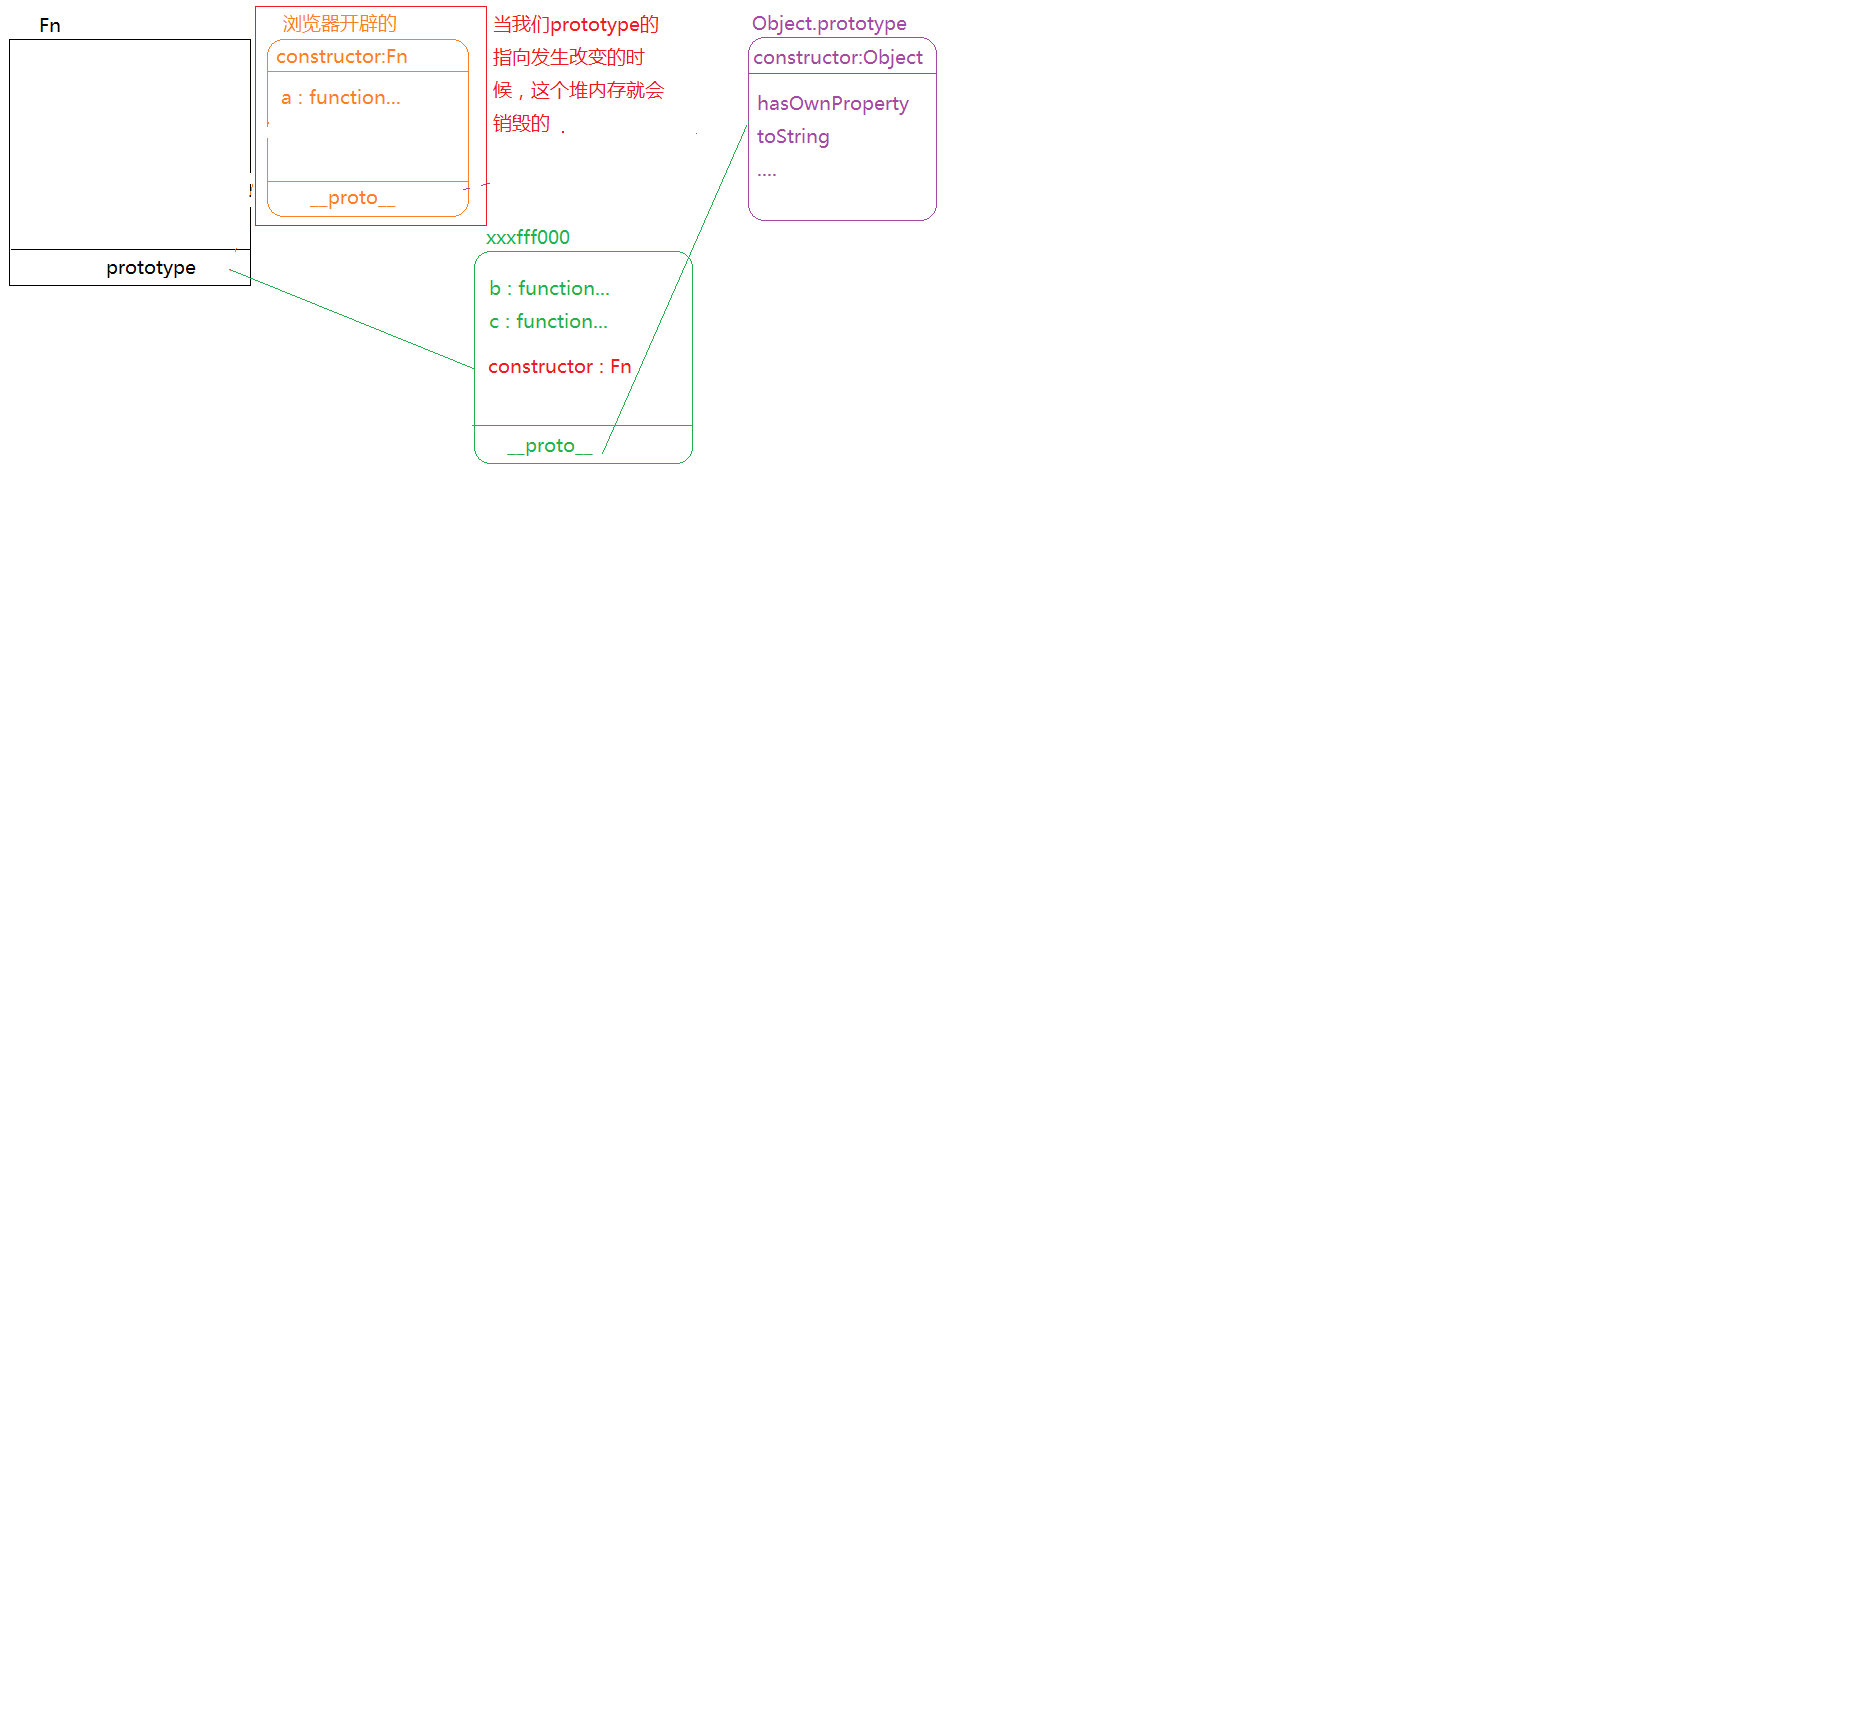 Fn
prototype
浏览器开辟的
constructor:Fn
a : function...
__proto__
当我们prototype的
指向发生改变的时
候，这个堆内存就会
销毁的
Object.prototype
constructor:Object
hasOwnProperty
toString
....
xxxfff000
b : function...
c : function...
constructor : Fn
__proto__